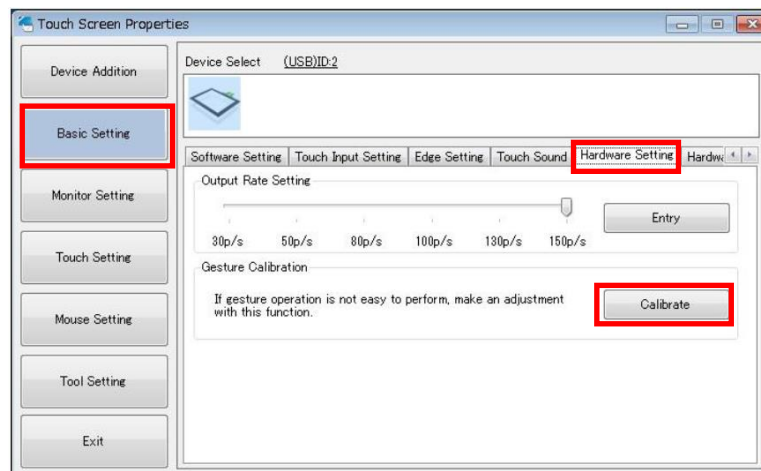 Touch Screen Properties
Device Addition
Basic Setting
Monitor Setting
Touch Setting
Mouse Setting
Tool Setting
Exit
Device Select (USB)ID:2
Software Setting Touch Input Setting Edge Setting Touch Sound Hardware Setting Hardwa
Output Rate Setting
30p/s 50p/s 80p/s 100p/s 130p/s 150p/s
Entry
Gesture Calibration
If gesture operation is not easy to perform, make an adjustment
with this function.
Calibrate